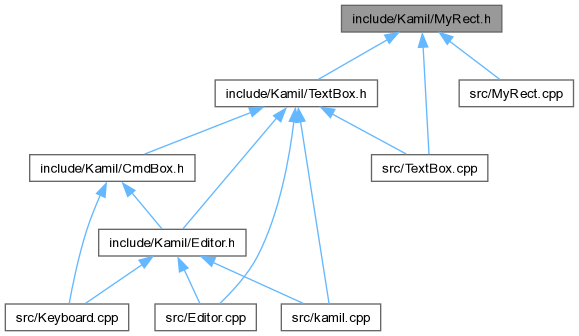 include/Kamil/MyRect.h
include/Kamil/TextBox.h
src/MyRect.cpp
include/Kamil/CmdBox.h
src/TextBox.cpp
include/Kamil/Editor.h
src/Keyboard.cpp
src/Editor.cpp
src/kamil.cpp